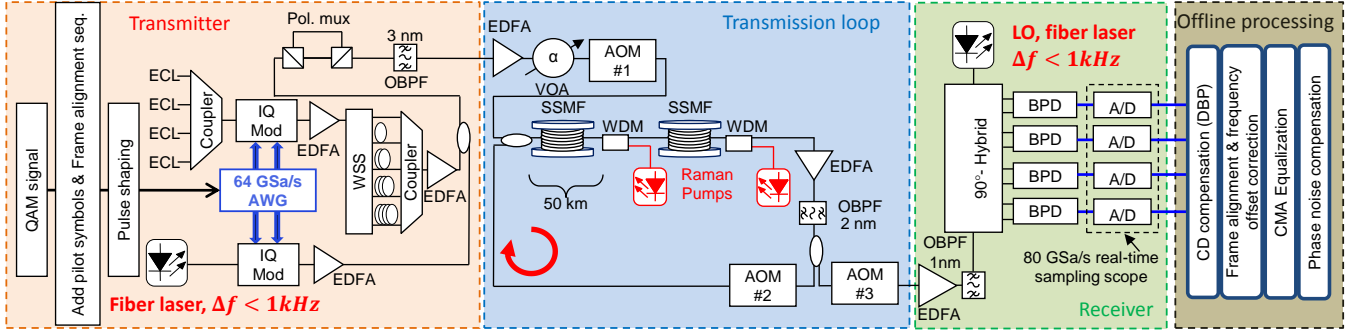 Transmitter
QAM signal
Add pilot symbols & Frame alignment seq.
Pulse shaping
ECL
ECL
ECL
ECL
Coupler
IQ
Mod
EDFA
64 GSa/s
AWG
IQ
Mod
EDFA
Fiber laser, Δf < 1kHz
WSS
Coupler
EDFA
Pol. mux
3 nm
OBPF
Transmission loop
EDFA
α
VOA
AOM
#1
SSMF
WDM
SSMF
WDM
50 km
Raman
Pumps
EDFA
OBPF
2 nm
AOM
#2
AOM
#3
LO, fiber laser
Δf < 1kHz
90°- Hybrid
BPD
A/D
BPD
A/D
BPD
A/D
BPD
A/D
80 GSa/s real-time
sampling scope
OBPF
1nm
EDFA
Receiver
Offline processing
CD compensation (DBP)
Frame alignment & frequency
offset correction
CMA Equalization
Phase noise compensation